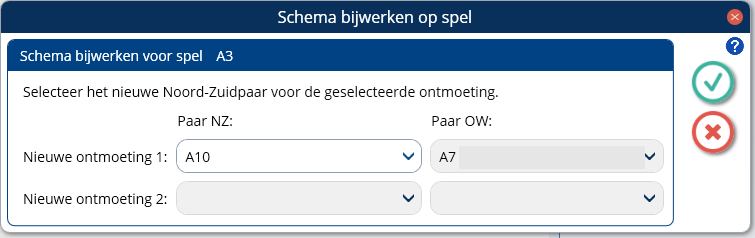 Schema bijwerken op spel
Schema bijwerken voor spel A3
?
Selecteer het nieuwe Noord-Zuidpaar voor de geselecteerde ontmoeting.
Paar NZ: Paar OW:
Nieuwe ontmoeting 1: A10 A7
Nieuwe ontmoeting 2: